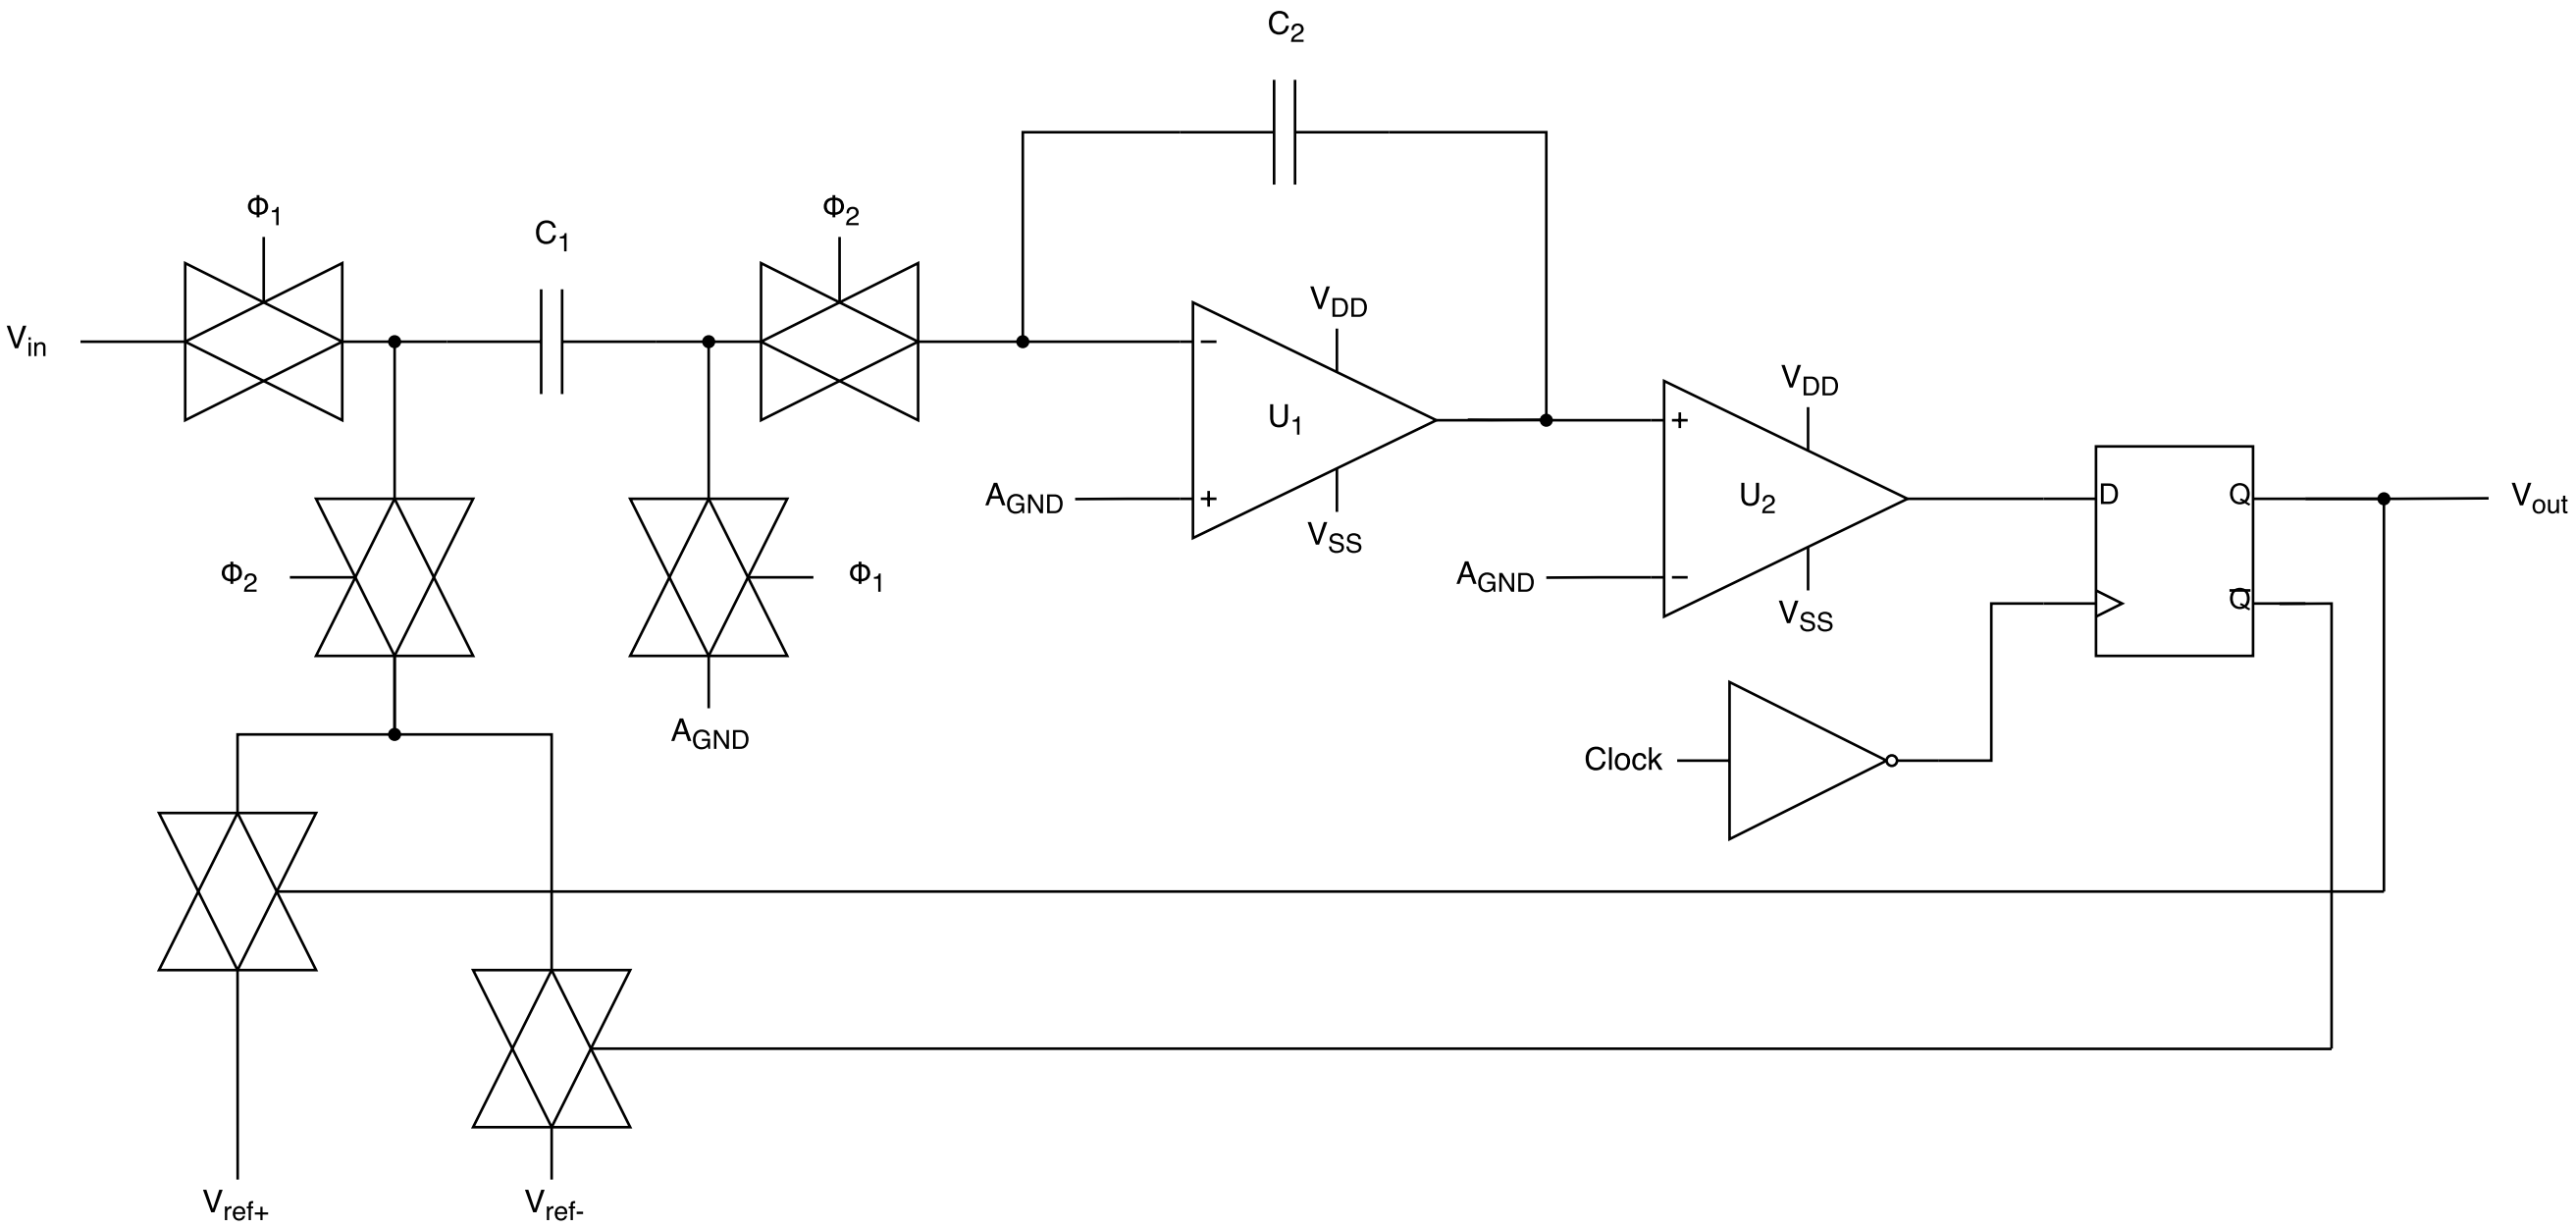 C2
Φ1
Φ2
C1
VDD
Vin
−
VDD
U1
+
AGND
+
U2
D
Q
Vout
VSS
Φ2
Φ1
AGND
−
Q̅
VSS
AGND
Clock
Vref+
Vref-